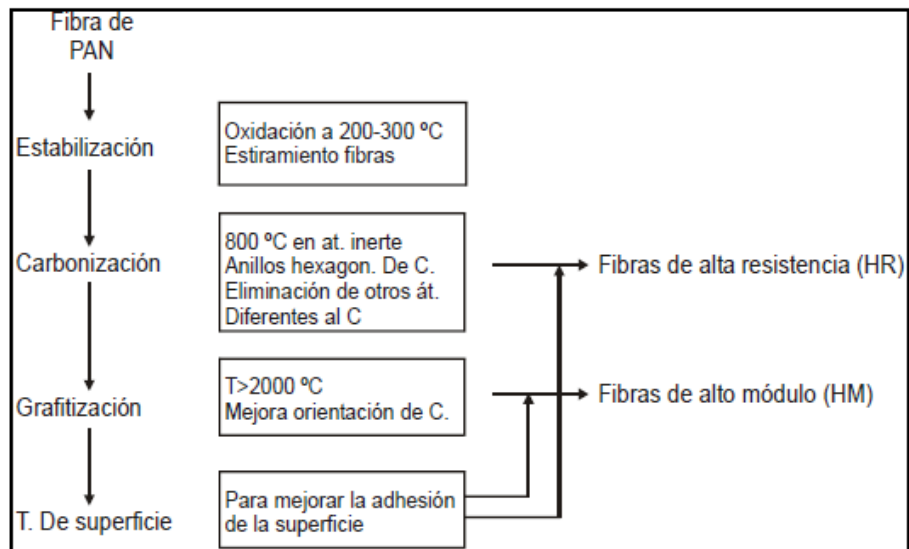 Fibra de
PAN
Estabilización
Oxidación a 200-300 ºC
Estiramiento fibras
Carbonización
800 ºC en at. inerte
Anillos hexagon. De C.
Eliminación de otros át.
Diferentes al C
Fibras de alta resistencia (HR)
Grafitización
T>2000 ºC
Mejora orientación de C.
Fibras de alto módulo (HM)
T. De superficie
Para mejorar la adhesión
de la superficie